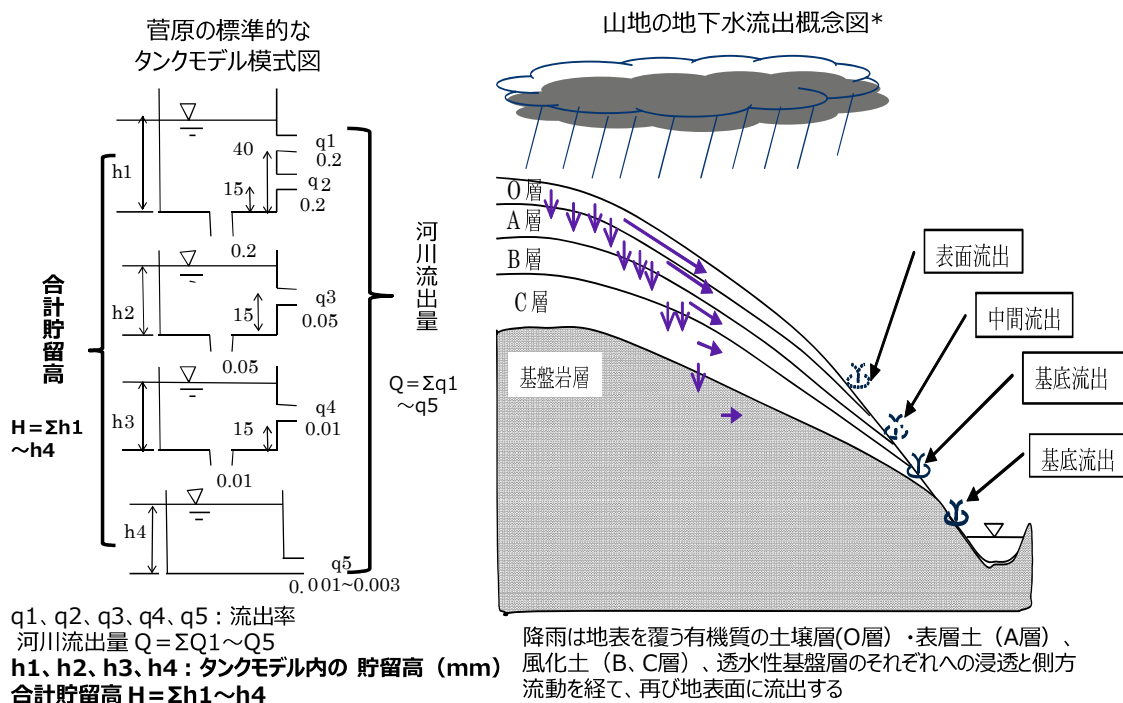 菅原の標準的な
タンクモデル模式図
h1
40
15
q1
0.2
q2
0.2
0.2
h2
15
q3
0.05
0.05
h3
15
q4
0.01
0.01
h4
q5
0.001~0.003
合計貯留高
H＝Σh1
～h4
河川流出量
Q＝Σq1
～q5
q1、q2、q3、q4、q5：流出率
河川流出量 Q＝ΣQ1～Q5
h1、h2、h3、h4：タンクモデル内の 貯留高（mm）
合計貯留高 H＝Σh1～h4
山地の地下水流出概念図*
O層
A層
B層
C層
基盤岩層
表面流出
中間流出
基底流出
基底流出
降雨は地表を覆う有機質の土壌層(O層）・表層土（A層）、
風化土（B、C層）、透水性基盤層のそれぞれへの浸透と側方
流動を経て、再び地表面に流出する